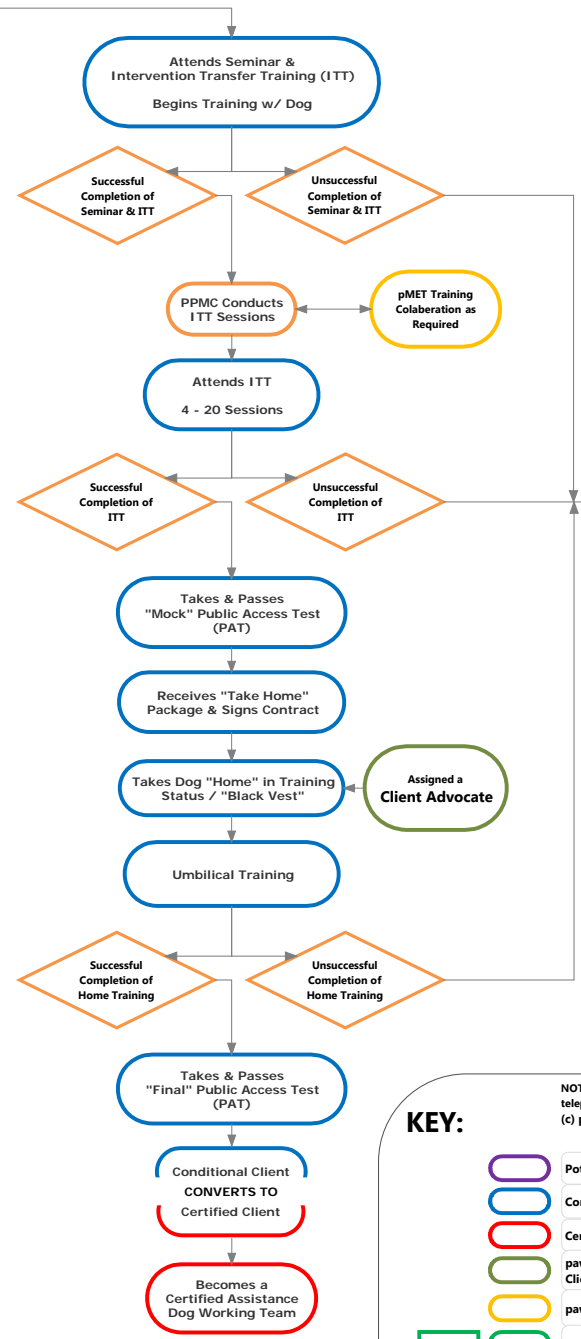 Attends Seminar &
Intervention Transfer Training (ITT)
Begins Training w/ Dog
Successful
Completion of
Seminar & ITT
Unsuccessful
Completion of
Seminar & ITT
PPMC Conducts
ITT Sessions
pMET Training
Colaberation as
Required
Attends ITT
4 - 20 Sessions
Successful
Completion of
ITT
Unsuccessful
Completion of
ITT
Takes & Passes
"Mock" Public Access Test
(PAT)
Receives "Take Home"
Package & Signs Contract
Takes Dog "Home" in Training
Status / "Black Vest"
Assigned a
Client Advocate
Umbilical Training
Successful
Completion of
Home Training
Unsuccessful
Completion of
Home Training
Takes & Passes
"Final" Public Access Test
(PAT)
Conditional Client
CONVERTS TO
Certified Client
Becomes a
Certified Assistance
Dog Working Team
KEY:
(c)